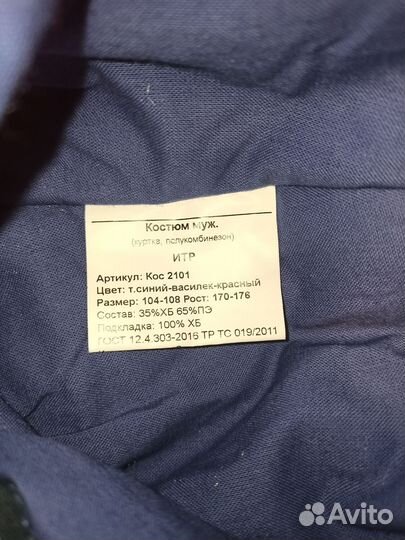 Костюм муж.
(куртка, полукомбинезон)
ИТР
Артикул: Кос 2101
Цвет: т.синий-василек-красный
Размер: 104-108 Рост: 170-176
Состав: 35%ХБ 65%ПЭ
Подкладка: 100% ХБ
ГОСТ 12.4.303-2016 ТР ТС 019/2011
Avito